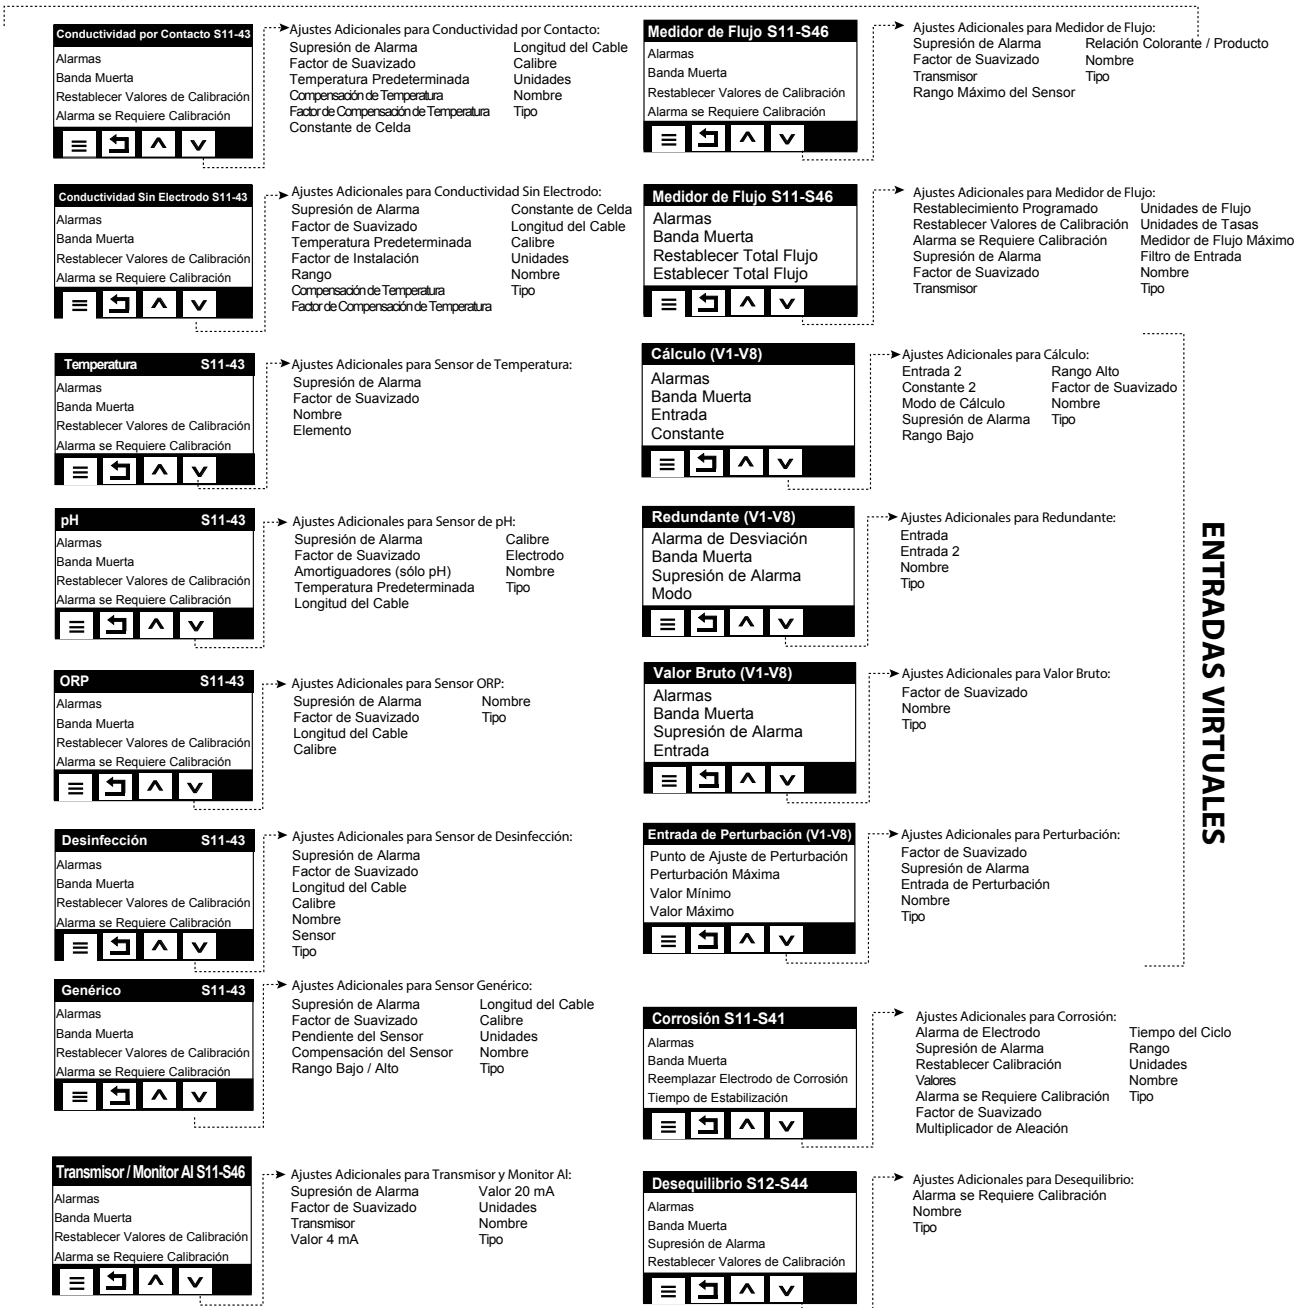 Conductividad por Contacto S11-43
Alarmas
Banda Muerta
Restablecer Valores de Calibración
Alarma se Requiere Calibración
Ajustes Adicionales para Conductividad por Contacto:
Supresión de Alarma
Factor de Suavizado
Temperatura Predeterminada
Compensación de Temperatura
Factor de Compensación de Temperatura
Constante de Celda
Longitud del Cable
Calibre
Unidades
Nombre
Tipo
Conductividad Sin Electrodo S11-43
Alarmas
Banda Muerta
Restablecer Valores de Calibración
Alarma se Requiere Calibración
Ajustes Adicionales para Conductividad Sin Electrodo:
Supresión de Alarma
Factor de Suavizado
Temperatura Predeterminada
Factor de Instalación
Rango
Compensación de Temperatura
Factor de Compensación de Temperatura
Constante de Celda
Longitud del Cable
Calibre
Unidades
Nombre
Tipo
Temperatura S11-43
Alarmas
Banda Muerta
Restablecer Valores de Calibración
Alarma se Requiere Calibración
Ajustes Adicionales para Sensor de Temperatura:
Supresión de Alarma
Factor de Suavizado
Nombre
Elemento
pH S11-43
Alarmas
Banda Muerta
Restablecer Valores de Calibración
Alarma se Requiere Calibración
Ajustes Adicionales para Sensor de pH:
Supresión de Alarma
Factor de Suavizado
Amortiguadores (sólo pH)
Temperatura Predeterminada
Longitud del Cable
Calibre
Electrodo
Nombre
Tipo
ORP S11-43
Alarmas
Banda Muerta
Restablecer Valores de Calibración
Alarma se Requiere Calibración
Ajustes Adicionales para Sensor ORP:
Supresión de Alarma
Factor de Suavizado
Longitud del Cable
Calibre
Nombre
Tipo
Desinfección S11-43
Alarmas
Banda Muerta
Restablecer Valores de Calibración
Alarma se Requiere Calibración
Ajustes Adicionales para Sensor de Desinfección:
Supresión de Alarma
Factor de Suavizado
Longitud del Cable
Calibre
Nombre
Sensor
Tipo
Genérico S11-43
Alarmas
Banda Muerta
Restablecer Valores de Calibración
Alarma se Requiere Calibración
Ajustes Adicionales para Sensor Genérico:
Supresión de Alarma
Factor de Suavizado
Pendiente del Sensor
Compensación del Sensor
Rango Bajo / Alto
Longitud del Cable
Calibre
Unidades
Nombre
Tipo
Transmisor / Monitor AI S11-S46
Alarmas
Banda Muerta
Restablecer Valores de Calibración
Alarma se Requiere Calibración
Ajustes Adicionales para Transmisor y Monitor AI:
Supresión de Alarma
Factor de Suavizado
Transmisor
Valor 4 mA
Valor 20 mA
Unidades
Nombre
Tipo
Medidor de Flujo S11-S46
Alarmas
Banda Muerta
Restablecer Valores de Calibración
Alarma se Requiere Calibración
Ajustes Adicionales para Medidor de Flujo:
Supresión de Alarma
Factor de Suavizado
Transmisor
Rango Máximo del Sensor
Relación Colorante / Producto
Nombre
Tipo
Medidor de Flujo S11-S46
Alarmas
Banda Muerta
Restablecer Total Flujo
Establecer Total Flujo
Ajustes Adicionales para Medidor de Flujo:
Restablecimiento Programado
Restablecer Valores de Calibración
Alarma se Requiere Calibración
Supresión de Alarma
Factor de Suavizado
Transmisor
Unidades de Flujo
Unidades de Tasas
Medidor de Flujo Máximo
Filtro de Entrada
Nombre
Tipo
Cálculo (V1-V8)
Alarmas
Banda Muerta
Entrada
Constante
Ajustes Adicionales para Cálculo:
Entrada 2
Constante 2
Modo de Cálculo
Supresión de Alarma
Rango Bajo
Rango Alto
Factor de Suavizado
Nombre
Tipo
Redundante (V1-V8)
Alarma de Desviación
Banda Muerta
Supresión de Alarma
Modo
Ajustes Adicionales para Redundante:
Entrada
Entrada 2
Nombre
Tipo
Valor Bruto (V1-V8)
Alarmas
Banda Muerta
Supresión de Alarma
Entrada
Ajustes Adicionales para Valor Bruto:
Factor de Suavizado
Nombre
Tipo
Entrada de Perturbación (V1-V8)
Punto de Ajuste de Perturbación
Perturbación Máxima
Valor Mínimo
Valor Máximo
Ajustes Adicionales para Perturbación:
Factor de Suavizado
Supresión de Alarma
Entrada de Perturbación
Nombre
Tipo
ENTRADAS VIRTUALES
Corrosión S11-S41
Alarmas
Banda Muerta
Reemplazar Electrodo de Corrosión
Tiempo de Estabilización
Ajustes Adicionales para Corrosión:
Alarma de Electrodo
Supresión de Alarma
Restablecer Calibración
Valores
Alarma se Requiere Calibración
Factor de Suavizado
Multiplicador de Aleación
Tiempo del Ciclo
Rango
Unidades
Nombre
Tipo
Desequilibrio S12-S44
Alarmas
Banda Muerta
Supresión de Alarma
Restablecer Valores de Calibración
Ajustes Adicionales para Desequilibrio:
Alarma se Requiere Calibración
Nombre
Tipo